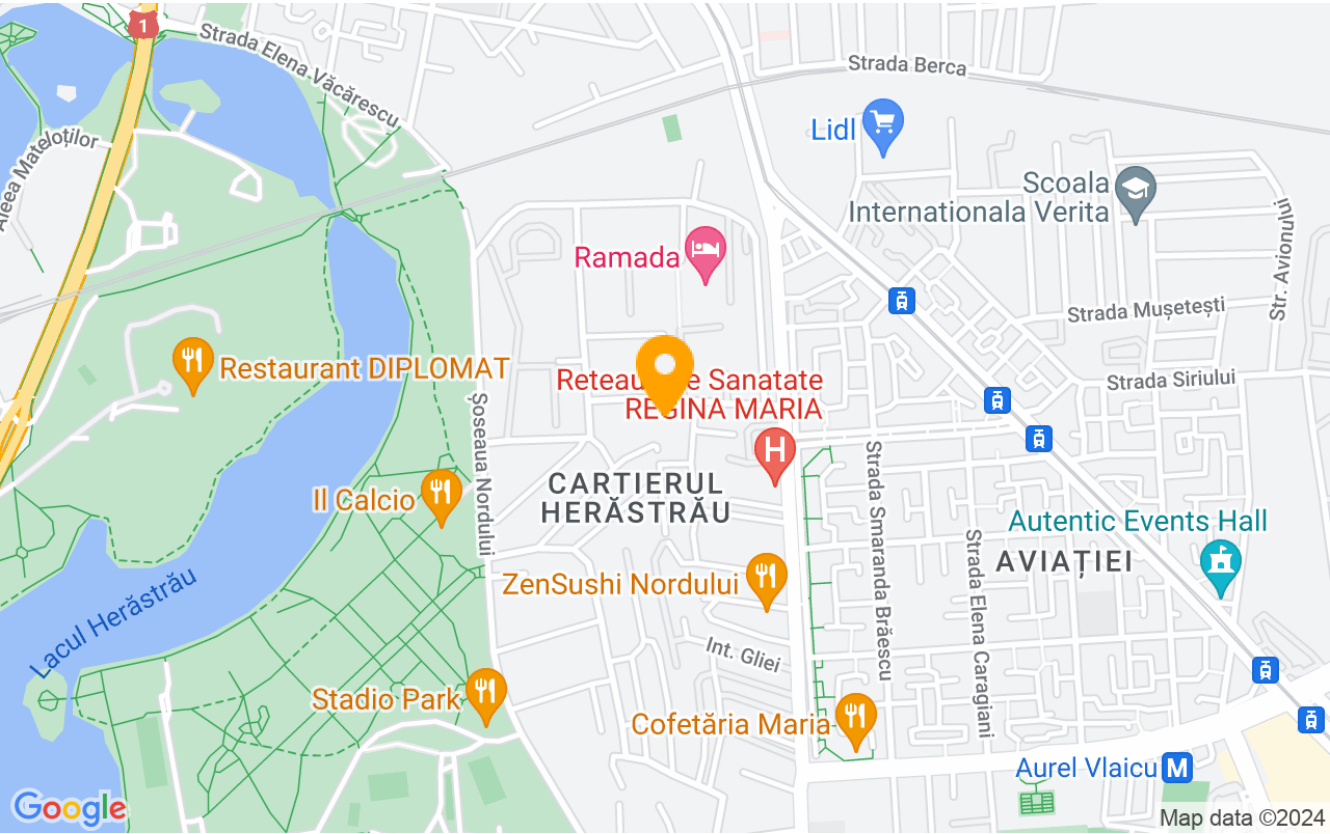 1
Strada Elena Văcărescu
Strada Berca
Lidl
Aleea Mateloților
Scoala
Internationala Verita
Ramada
Str. Avionului
Strada Mușetești
Restaurant DIPLOMAT
Reteaua de Sanatate
REGINA MARIA
Strada Siriului
Șoseaua Nordului
H
CARTIERUL
HERĂSTRĂU
Il Calcio
Strada Smaranda Brăescu
Autentic Events Hall
AVIAȚIEI
Strada Elena Caragiani
ZenSushi Nordului
Lacul Herăstrău
Int. Gliei
Stadio Park
Cofetăria Maria
Aurel Vlaicu M
Google
Map data ©2024